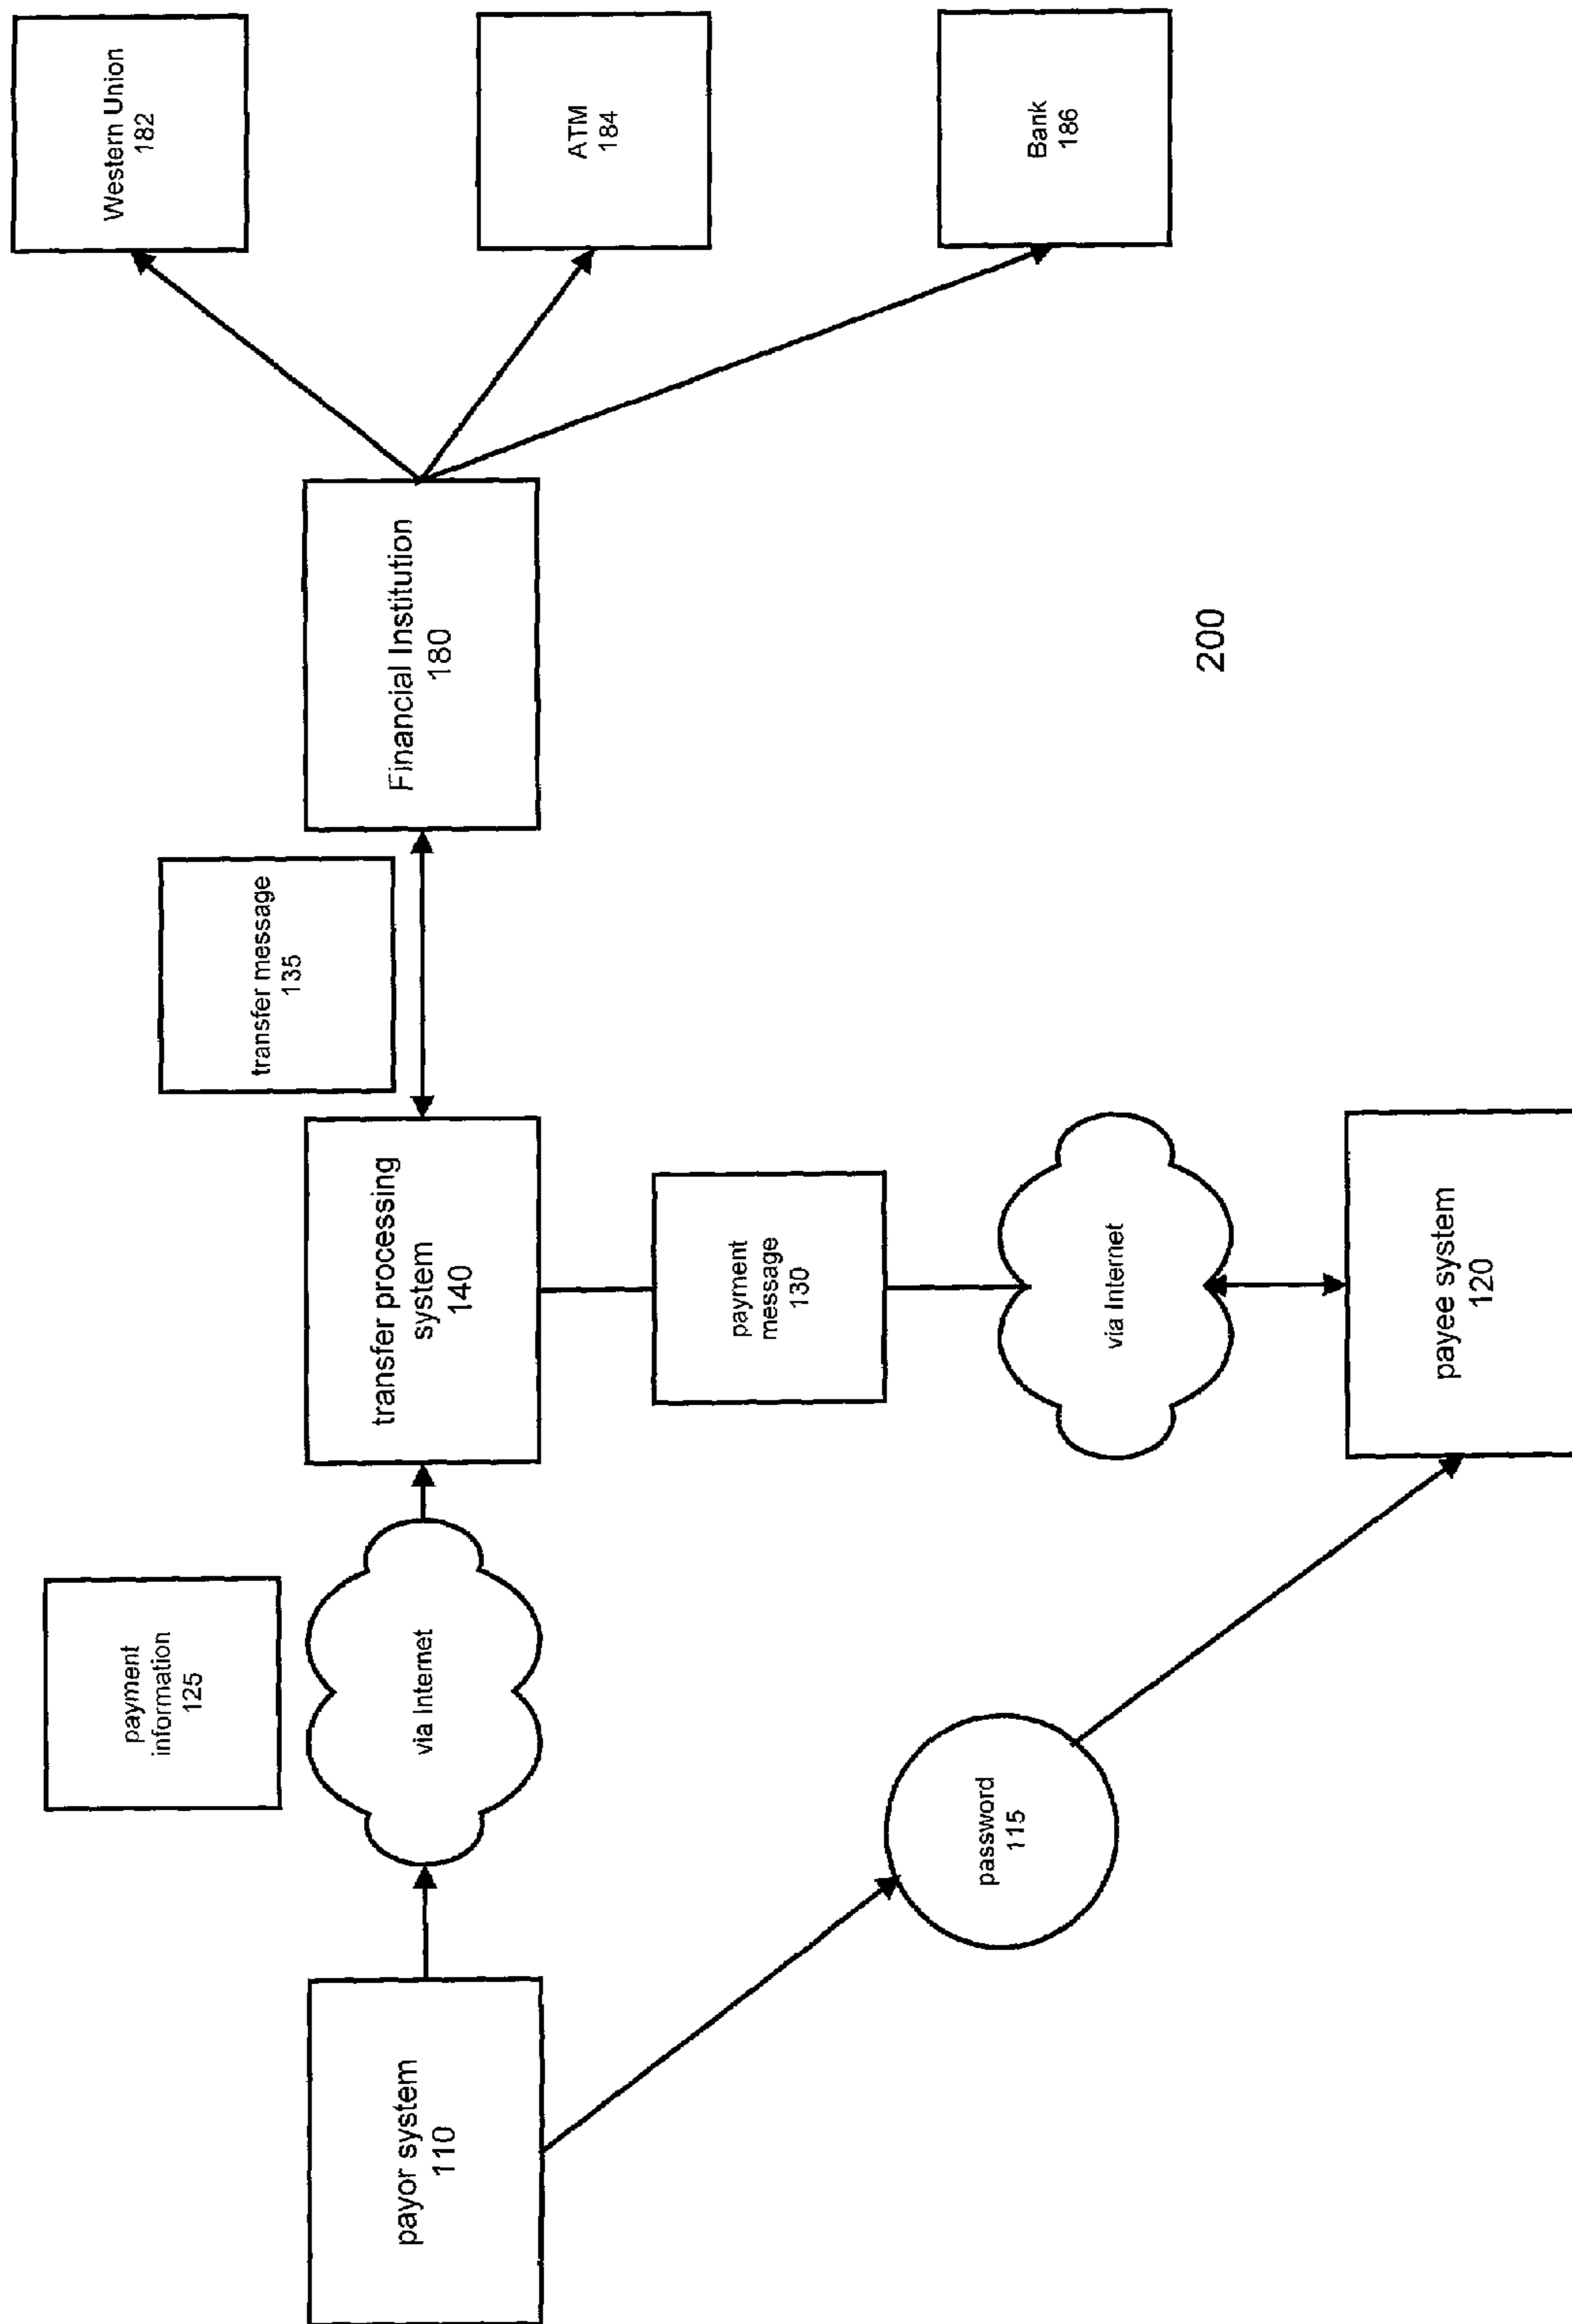 payment
information
125
transfer message
135
Western Union
182
payor system
110
via Internet
transfer processing
system
140
Financial Institution
180
ATM
184
payment
message
130
password
115
via Internet
Bank
186
payee system
120
200